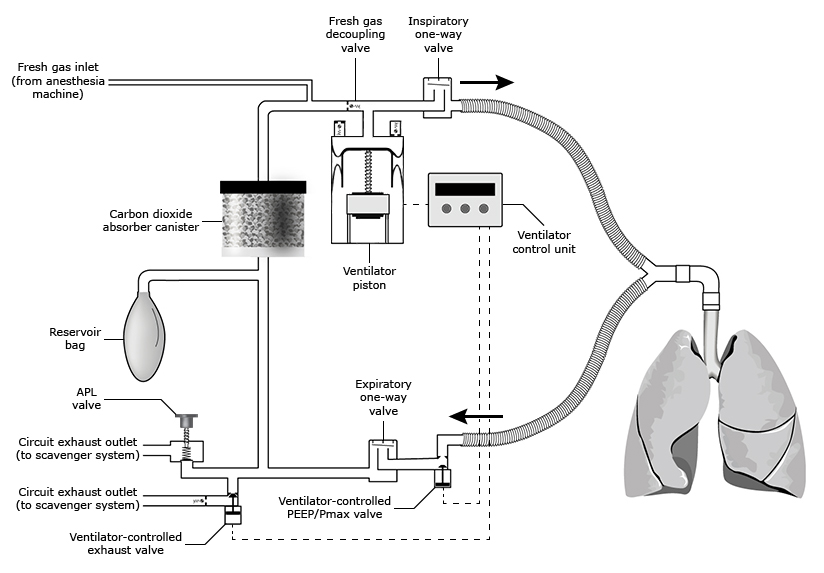 Fresh gas
decoupling
valve
Inspiratory
one-way
valve
Fresh gas inlet
(from anesthesia
machine)
Carbon dioxide
absorber canister
Ventilator
control unit
Ventilator
piston
Reservoir
bag
APL
valve
Expiratory
one-way
valve
Circuit exhaust outlet
(to scavenger system)
Circuit exhaust outlet
(to scavenger system)
Ventilator-controlled
PEEP/Pmax valve
Ventilator-controlled
exhaust valve